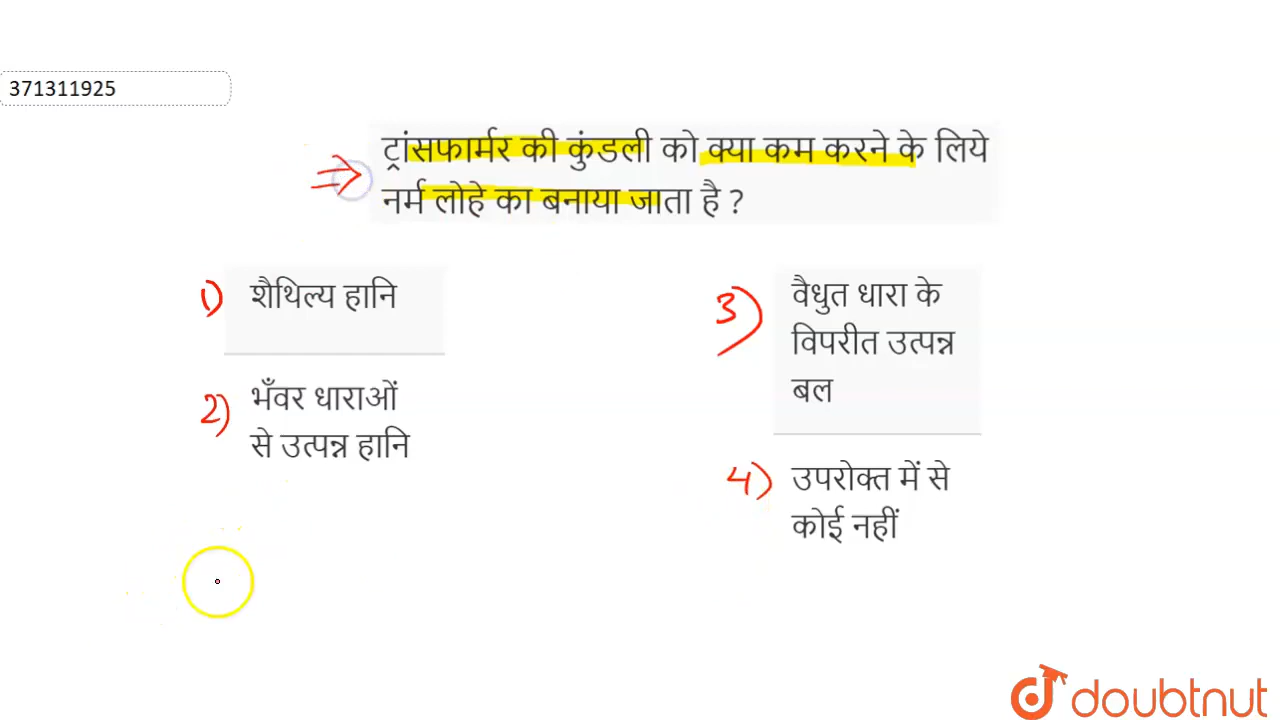 371311925
ट्रांसफार्मर की कुंडली को क्या कम करने के लिये
नर्म लोहे का बनाया जाता है ?
1) शैथिल्य हानि
2) भँवर धाराओं
से उत्पन्न हानि
3) वैधुत धारा के
विपरीत उत्पन्न
बल
4) उपरोक्त में से
कोई नहीं
doubtnut